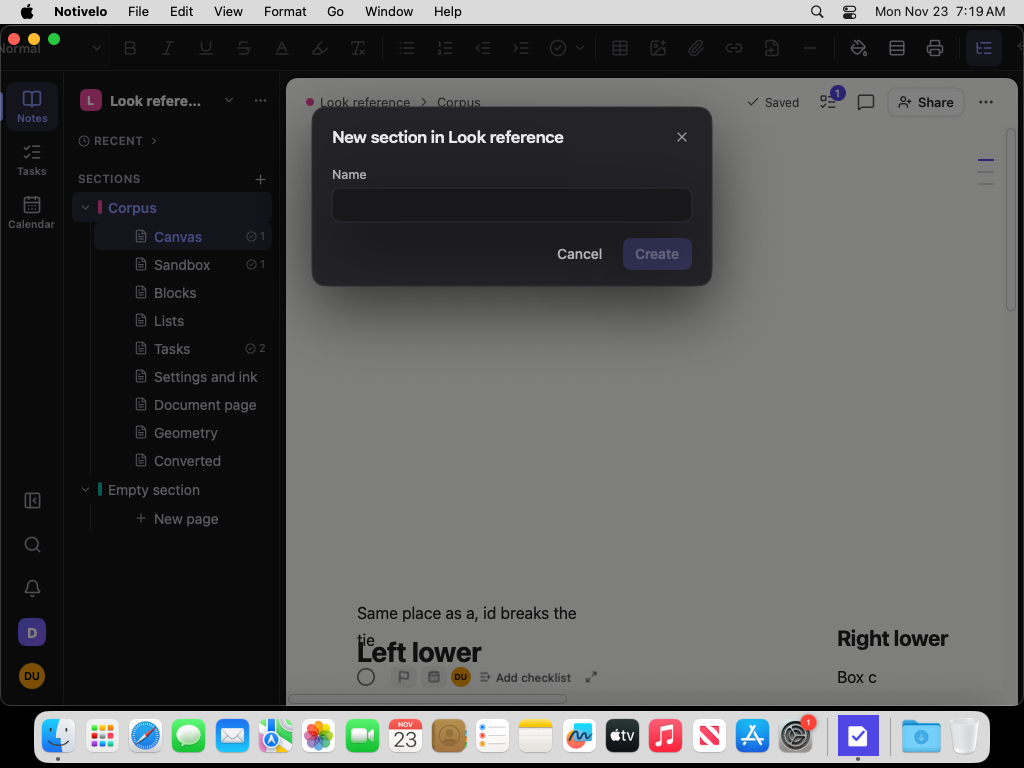 Notivelo File Edit View Format Go Window Help Mon Nov 23 7:19 AM
Normal
L Look refere... Look reference > Corpus Saved 1 Share
Notes
RECENT
Tasks
SECTIONS
Calendar
New section in Look reference
Name
Cancel Create
Corpus
Canvas 1
Sandbox 1
Blocks
Lists
Tasks 2
Settings and ink
Document page
Geometry
Converted
Empty section
New page
D
DU
Same place as a, id breaks the
tie
Left lower
Right lower
DU Add checklist
Box c
NOV
23
tv
1